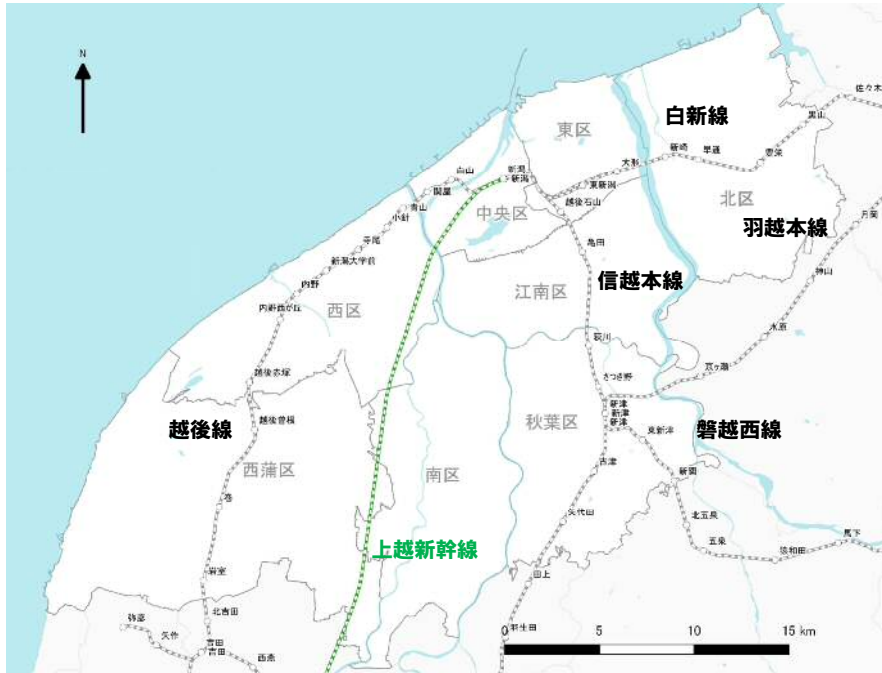 N
佐々木
黒山
白新線
東区
豊栄
新崎
早通
大形
白山
新潟
新潟
東新潟
関屋
北区
中央区
越後石山
青山
月岡
小針
羽越本線
亀田
寺尾
新潟大学前
神山
信越本線
江南区
内野
西区
内野西が丘
水原
荻川
京ヶ瀬
さつき野
越後赤塚
新津
新津
新津
秋葉区
越後曽根
越後線
磐越西線
東新津
西蒲区
南区
古津
新関
巻
矢代田
北五泉
上越新幹線
五泉
猿和田
馬下
岩室
田上
北吉田
弥彦
羽生田
矢作
吉田
吉田
西燕
0
5
10
15 km